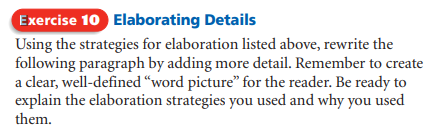 Exercise 10 Elaborating Details
Using the strategies for elaboration listed above, rewrite the
following paragraph by adding more detail. Remember to create
a clear, well-defined “word picture” for the reader. Be ready to
explain the elaboration strategies you used and why you used
them.